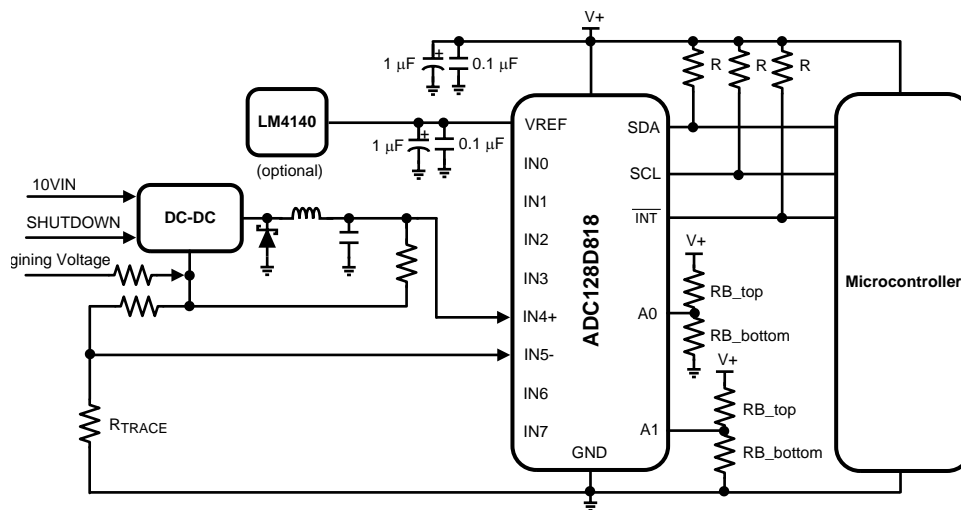 V+
1 µF
+
0.1 µF
R
R
R
LM4140
(optional)
1 µF
+
0.1 µF
VREF
IN0
IN1
IN2
IN3
IN4+
IN5-
IN6
IN7
GND
ADC128D818
SDA
SCL
INT
A0
A1
10VIN
SHUTDOWN
gining Voltage
DC-DC
RTRACE
V+
RB_top
RB_bottom
V+
RB_top
RB_bottom
Microcontroller